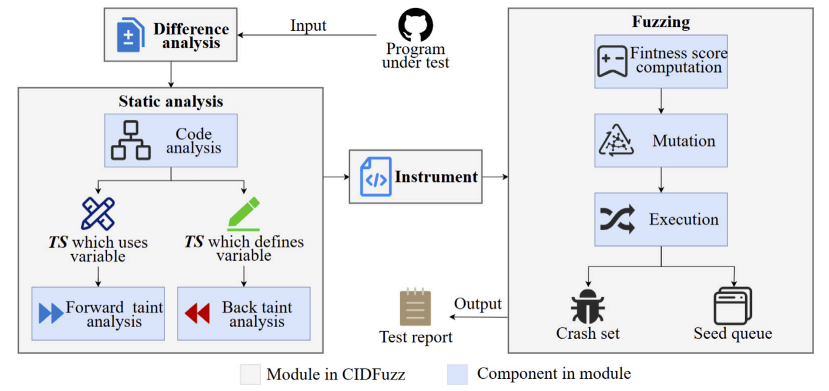 Difference
analysis
Input
Program
under test
Static analysis
Code
analysis
TS which uses
variable
TS which defines
variable
Forward taint
analysis
Back taint
analysis
Instrument
Fuzzing
Fintness score
computation
Mutation
Execution
Crash set
Seed queue
Output
Test report
Module in CIDFuzz
Component in module